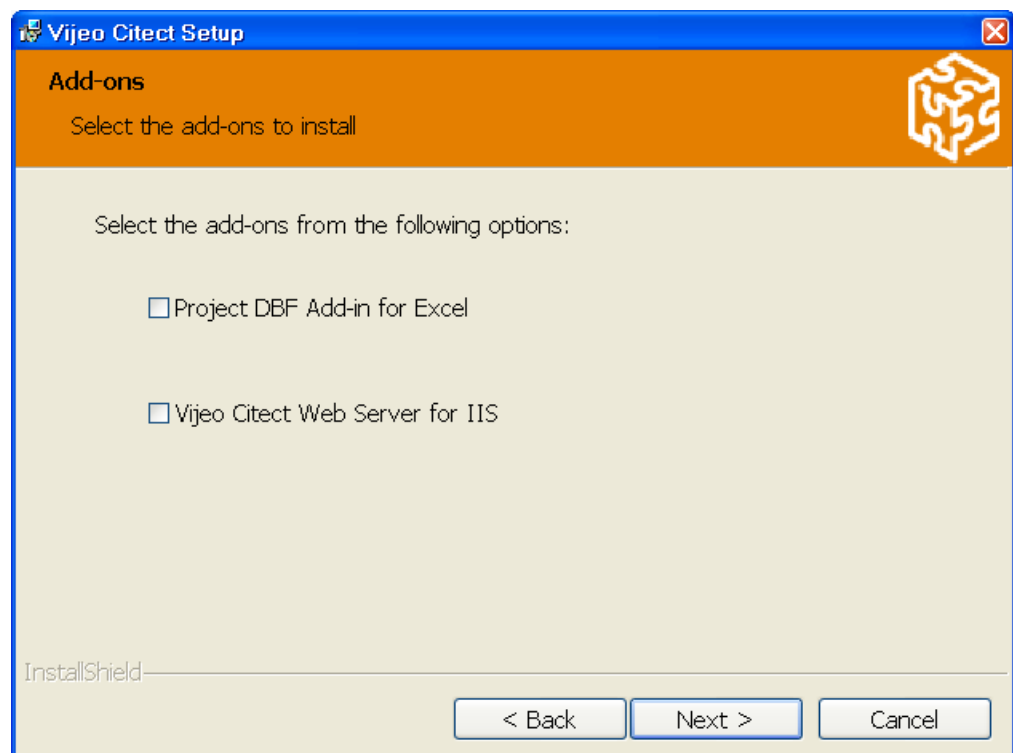 Vijeo Citect Setup
Add-ons
Select the add-ons to install
Select the add-ons from the following options:
Project DBF Add-in for Excel
Vijeo Citect Web Server for IIS
InstallShield
< Back Next > Cancel